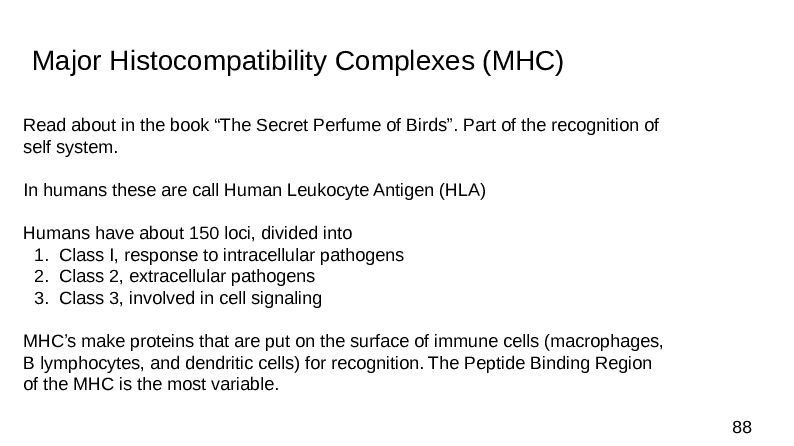 Major Histocompatibility Complexes (MHC)
Read about in the book “The Secret Perfume of Birds”. Part of the recognition of
self system.
In humans these are call Human Leukocyte Antigen (HLA)
Humans have about 150 loci, divided into
1. Class I, response to intracellular pathogens
2. Class 2, extracellular pathogens
3. Class 3, involved in cell signaling
MHC’s make proteins that are put on the surface of immune cells (macrophages,
B lymphocytes, and dendritic cells) for recognition. The Peptide Binding Region
of the MHC is the most variable.
88